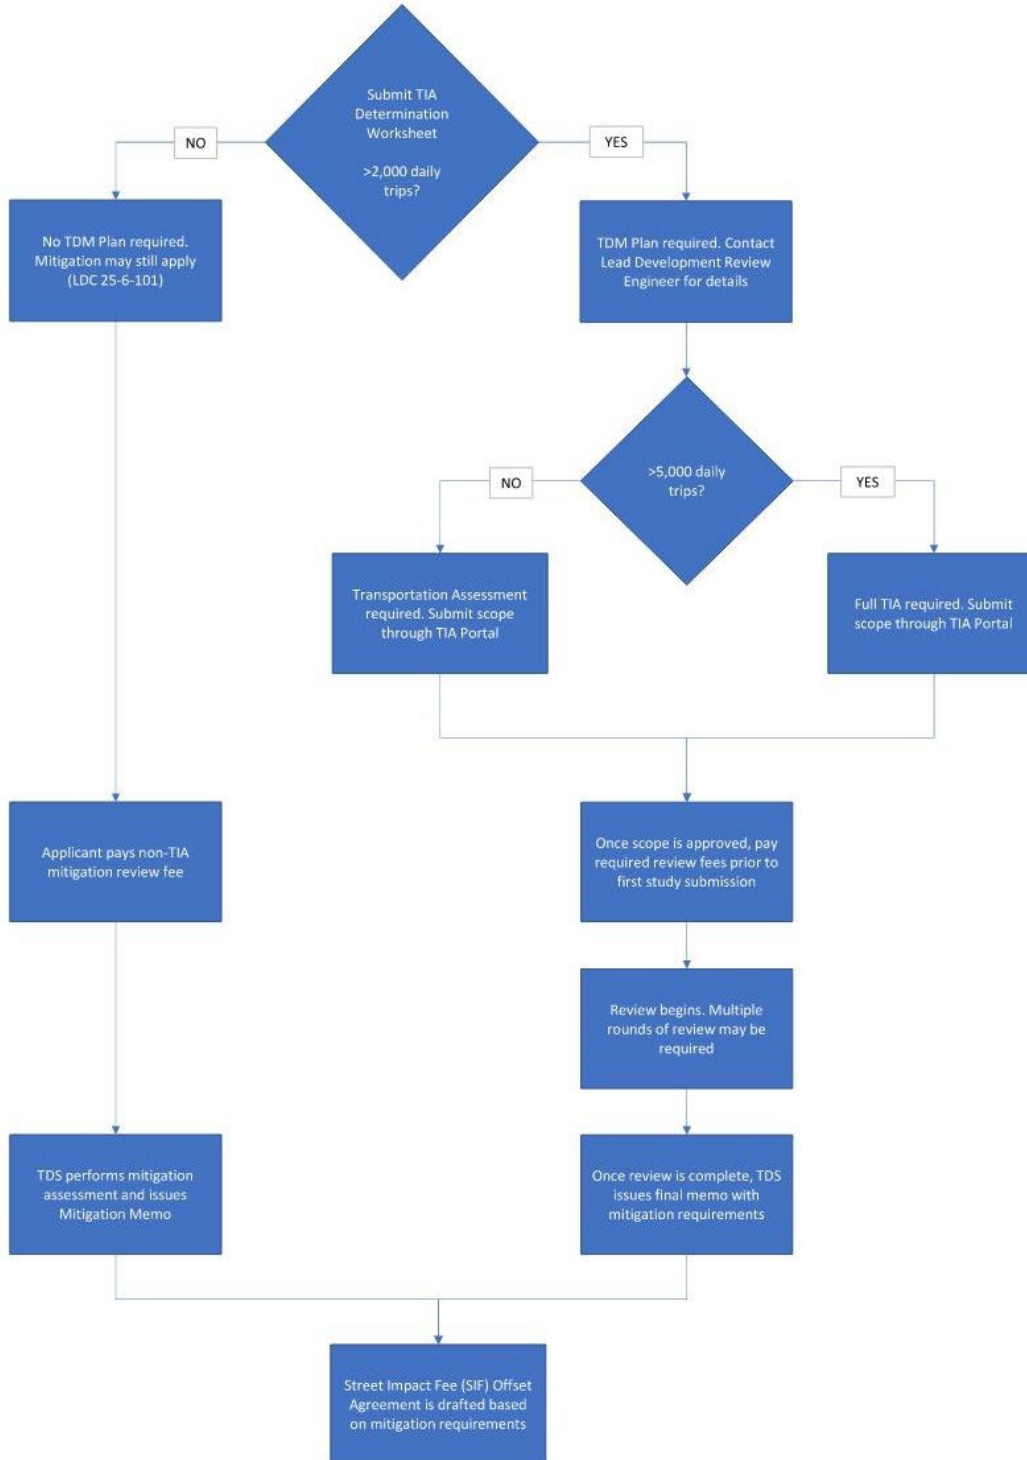 Submit TIA
Determination
Worksheet
>2,000 daily
trips?
NO
YES
No TDM Plan required.
Mitigation may still apply
(LDC 25-6-101)
TDM Plan required. Contact
Lead Development Review
Engineer for details
>5,000 daily
trips?
NO
YES
Transportation Assessment
required. Submit scope
through TIA Portal
Full TIA required. Submit
scope through TIA Portal
Applicant pays non-TIA
mitigation review fee
Once scope is approved, pay
required review fees prior to
first study submission
Review begins. Multiple
rounds of review may be
required
TDS performs mitigation
assessment and issues
Mitigation Memo
Once review is complete, TDS
issues final memo with
mitigation requirements
Street Impact Fee (SIF) Offset
Agreement is drafted based
on mitigation requirements